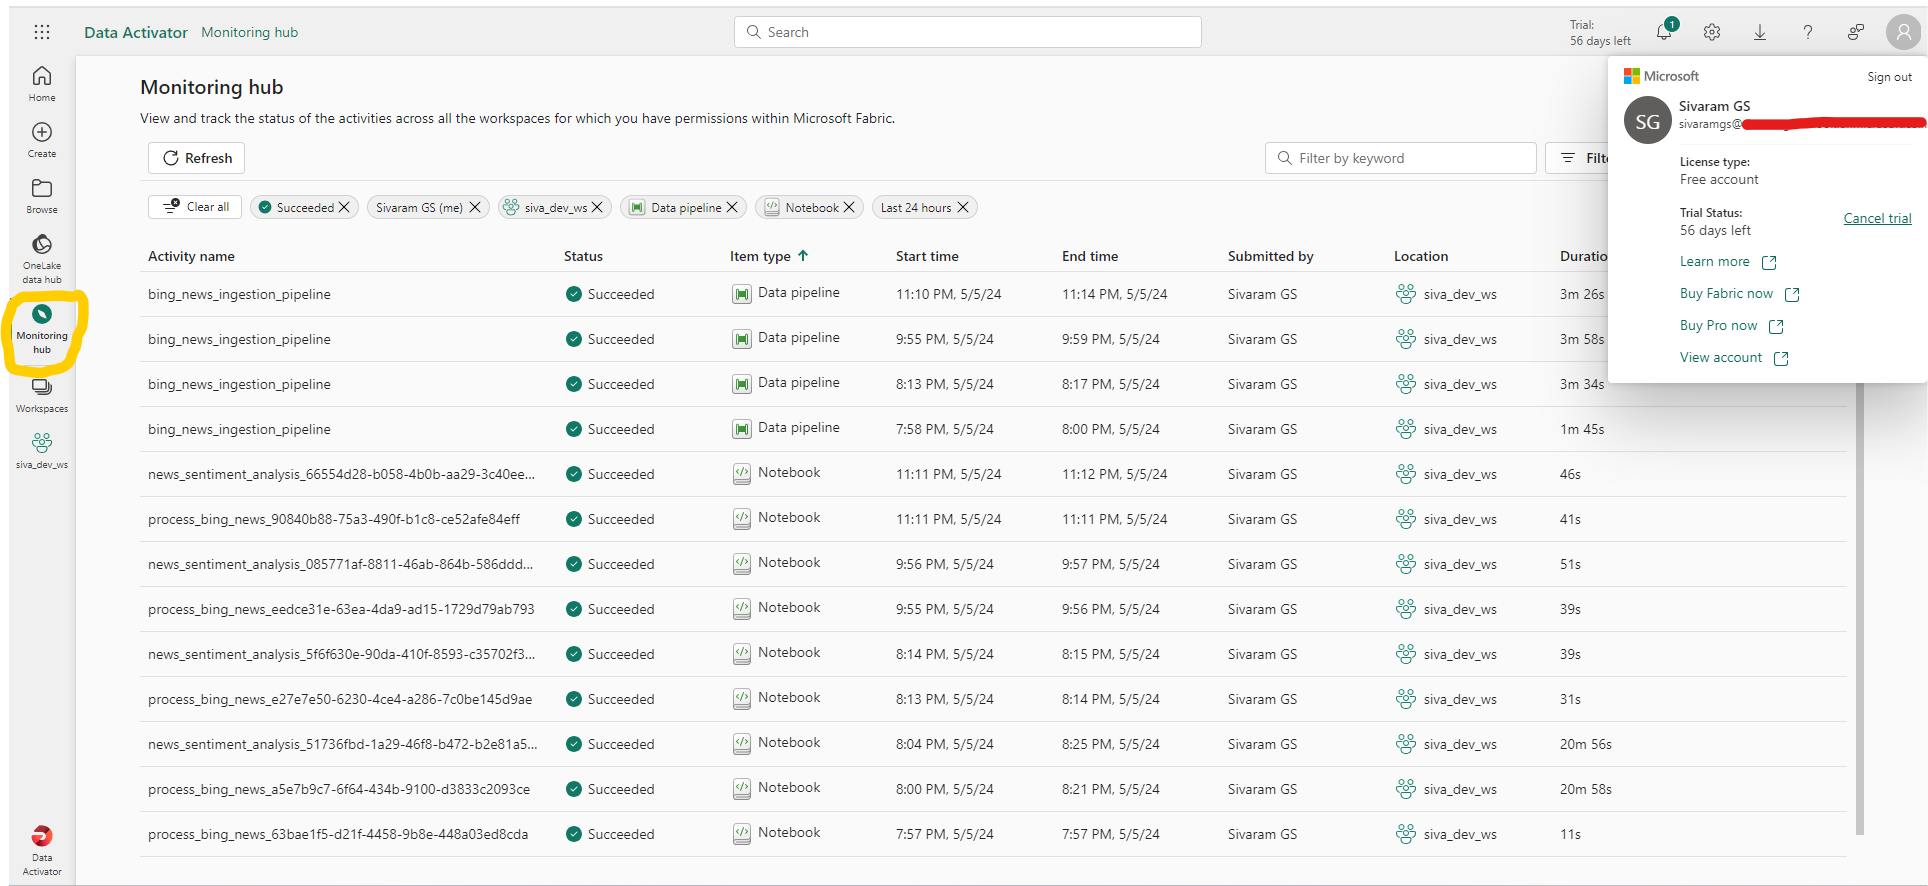 Data Activator Monitoring hub Search Trial: 56 days left 1
Microsoft Sign out
Sivaram GS
SG
sivaramgs@
License type:
Free account
Trial Status:
56 days left Cancel trial
Learn more
Buy Fabric now
Buy Pro now
View account
Home
Create
Browse
OneLake
data hub
Monitoring
hub
Workspaces
siva_dev_ws
Data
Activator
Monitoring hub
View and track the status of the activities across all the workspaces for which you have permissions within Microsoft Fabric.
Refresh Filter by keyword
Clear all Succeeded Sivaram GS (me) siva_dev_ws Data pipeline Notebook Last 24 hours
Activity name Status Item type Start time End time Submitted by Location
bing_news_ingestion_pipeline Succeeded Data pipeline 11:10 PM, 5/5/24 11:14 PM, 5/5/24 Sivaram GS siva_dev_ws 3m 26s
bing_news_ingestion_pipeline Succeeded Data pipeline 9:55 PM, 5/5/24 9:59 PM, 5/5/24 Sivaram GS siva_dev_ws 3m 58s
bing_news_ingestion_pipeline Succeeded Data pipeline 8:13 PM, 5/5/24 8:17 PM, 5/5/24 Sivaram GS siva_dev_ws 3m 34s
bing_news_ingestion_pipeline Succeeded Data pipeline 7:58 PM, 5/5/24 8:00 PM, 5/5/24 Sivaram GS siva_dev_ws 1m 45s
news_sentiment_analysis_66554d28-b058-4b0b-aa29-3c40ee... Succeeded Notebook 11:11 PM, 5/5/24 11:12 PM, 5/5/24 Sivaram GS siva_dev_ws 46s
process_bing_news_90840b88-75a3-490f-b1c8-ce52afe84eff Succeeded Notebook 11:11 PM, 5/5/24 11:11 PM, 5/5/24 Sivaram GS siva_dev_ws 41s
news_sentiment_analysis_085771af-8811-46ab-864b-586ddd... Succeeded Notebook 9:56 PM, 5/5/24 9:57 PM, 5/5/24 Sivaram GS siva_dev_ws 51s
process_bing_news_eedce31e-63ea-4da9-ad15-1729d79ab793 Succeeded Notebook 9:55 PM, 5/5/24 9:56 PM, 5/5/24 Sivaram GS siva_dev_ws 39s
news_sentiment_analysis_5f6f630e-90da-410f-8593-c35702f3... Succeeded Notebook 8:14 PM, 5/5/24 8:15 PM, 5/5/24 Sivaram GS siva_dev_ws 39s
process_bing_news_e27e7e50-6230-4ce4-a286-7c0be145d9ae Succeeded Notebook 8:13 PM, 5/5/24 8:14 PM, 5/5/24 Sivaram GS siva_dev_ws 31s
news_sentiment_analysis_51736fbd-1a29-46f8-b472-b2e81a5... Succeeded Notebook 8:04 PM, 5/5/24 8:25 PM, 5/5/24 Sivaram GS siva_dev_ws 20m 56s
process_bing_news_a5e7b9c7-6f64-434b-9100-d3833c2093ce Succeeded Notebook 8:00 PM, 5/5/24 8:21 PM, 5/5/24 Sivaram GS siva_dev_ws 20m 58s
process_bing_news_63bae1f5-d21f-4458-9b8e-448a03ed8cda Succeeded Notebook 7:57 PM, 5/5/24 7:57 PM, 5/5/24 Sivaram GS siva_dev_ws 11s